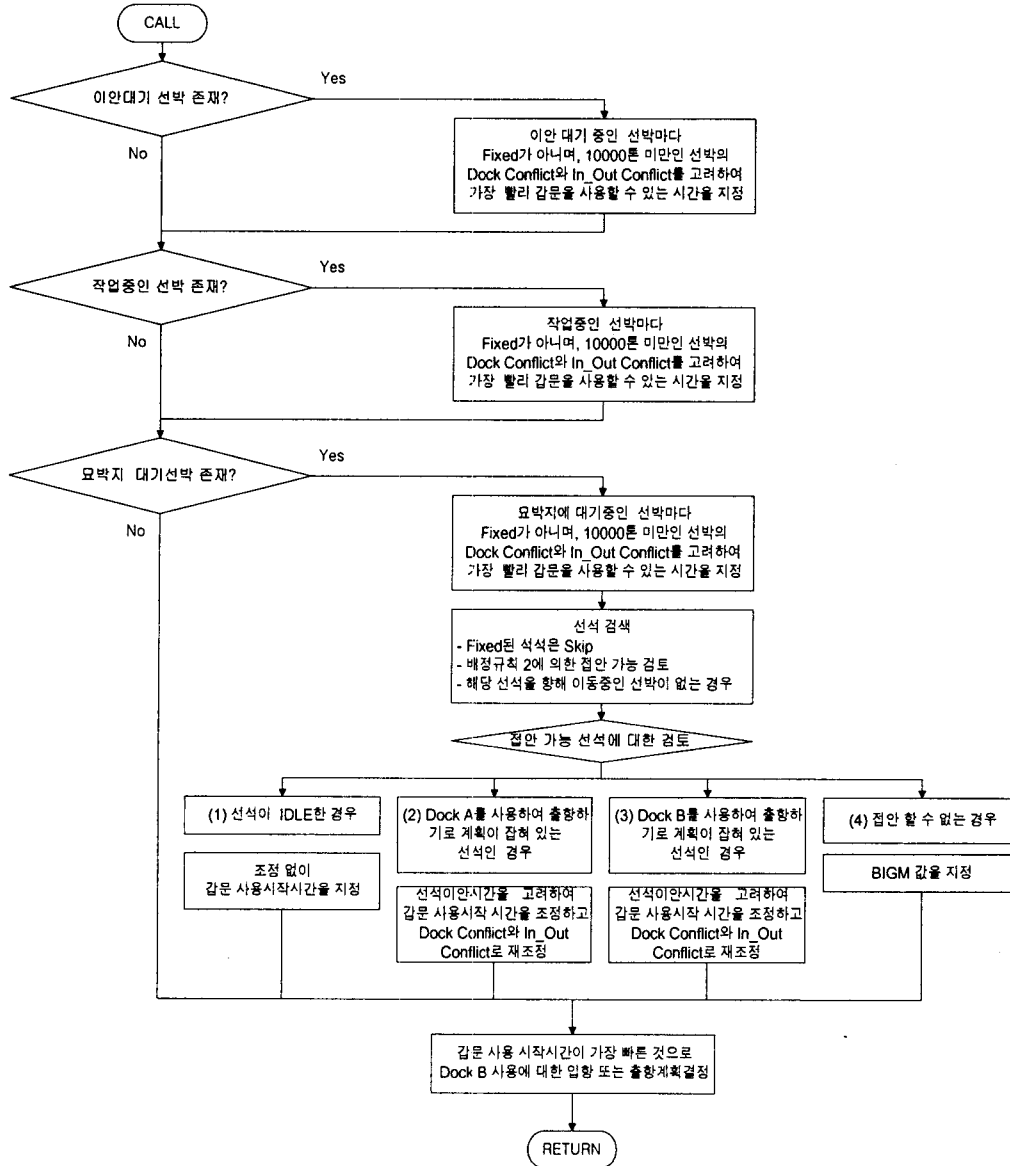 CALL
이안대기 선박 존재?
Yes
No
이안 대기 중인 선박마다
Fixed가 아니며, 10000톤 미만인 선박의
Dock Conflict와 In_Out Conflict를 고려하여
가장 빨리 갑문을 사용할 수 있는 시간을 지정
작업중인 선박 존재?
Yes
No
작업중인 선박마다
Fixed가 아니며, 10000톤 미만인 선박의
Dock Conflict와 In_Out Conflict를 고려하여
가장 빨리 갑문을 사용할 수 있는 시간을 지정
묘박지 대기선박 존재?
Yes
No
묘박지에 대기중인 선박마다
Fixed가 아니며, 10000톤 미만인 선박의
Dock Conflict와 In_Out Conflict를 고려하여
가장 빨리 갑문을 사용할 수 있는 시간을 지정
선석 검색
- Fixed된 석석은 Skip
- 배정규칙 2에 의한 접안 가능 검토
- 해당 선석을 향해 이동중인 선박이 없는 경우
접안 가능 선석에 대한 검토
(1) 선석이 IDLE한 경우
조정 없이
갑문 사용시작시간을 지정
(2) Dock A를 사용하여 출항하
기로 계획이 잡혀 있는
선석인 경우
선석이안시간을 고려하여
갑문 사용시작 시간을 조정하고
Dock Conflict와 In_Out
Conflict로 재조정
(3) Dock B를 사용하여 출항하
기로 계획이 잡혀 있는
선석인 경우
선석이안시간을 고려하여
갑문 사용시작 시간을 조정하고
Dock Conflict와 In_Out
Conflict로 재조정
(4) 접안 할 수 없는 경우
BIGM 값을 지정
갑문 사용 시작시간이 가장 빠른 것으로
Dock B 사용에 대한 입항 또는 출항계획결정
RETURN